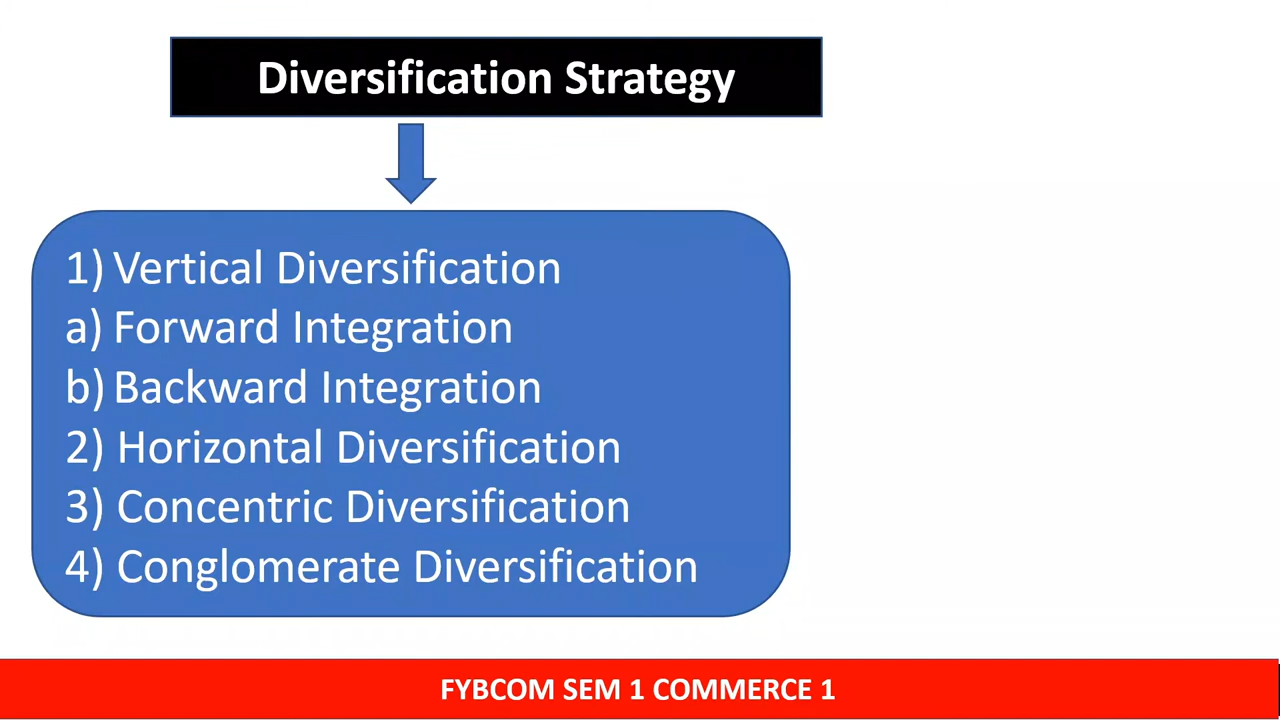 Diversification Strategy
1) Vertical Diversification
a) Forward Integration
b) Backward Integration
2) Horizontal Diversification
3) Concentric Diversification
4) Conglomerate Diversification
FYBCOM SEM 1 COMMERCE 1